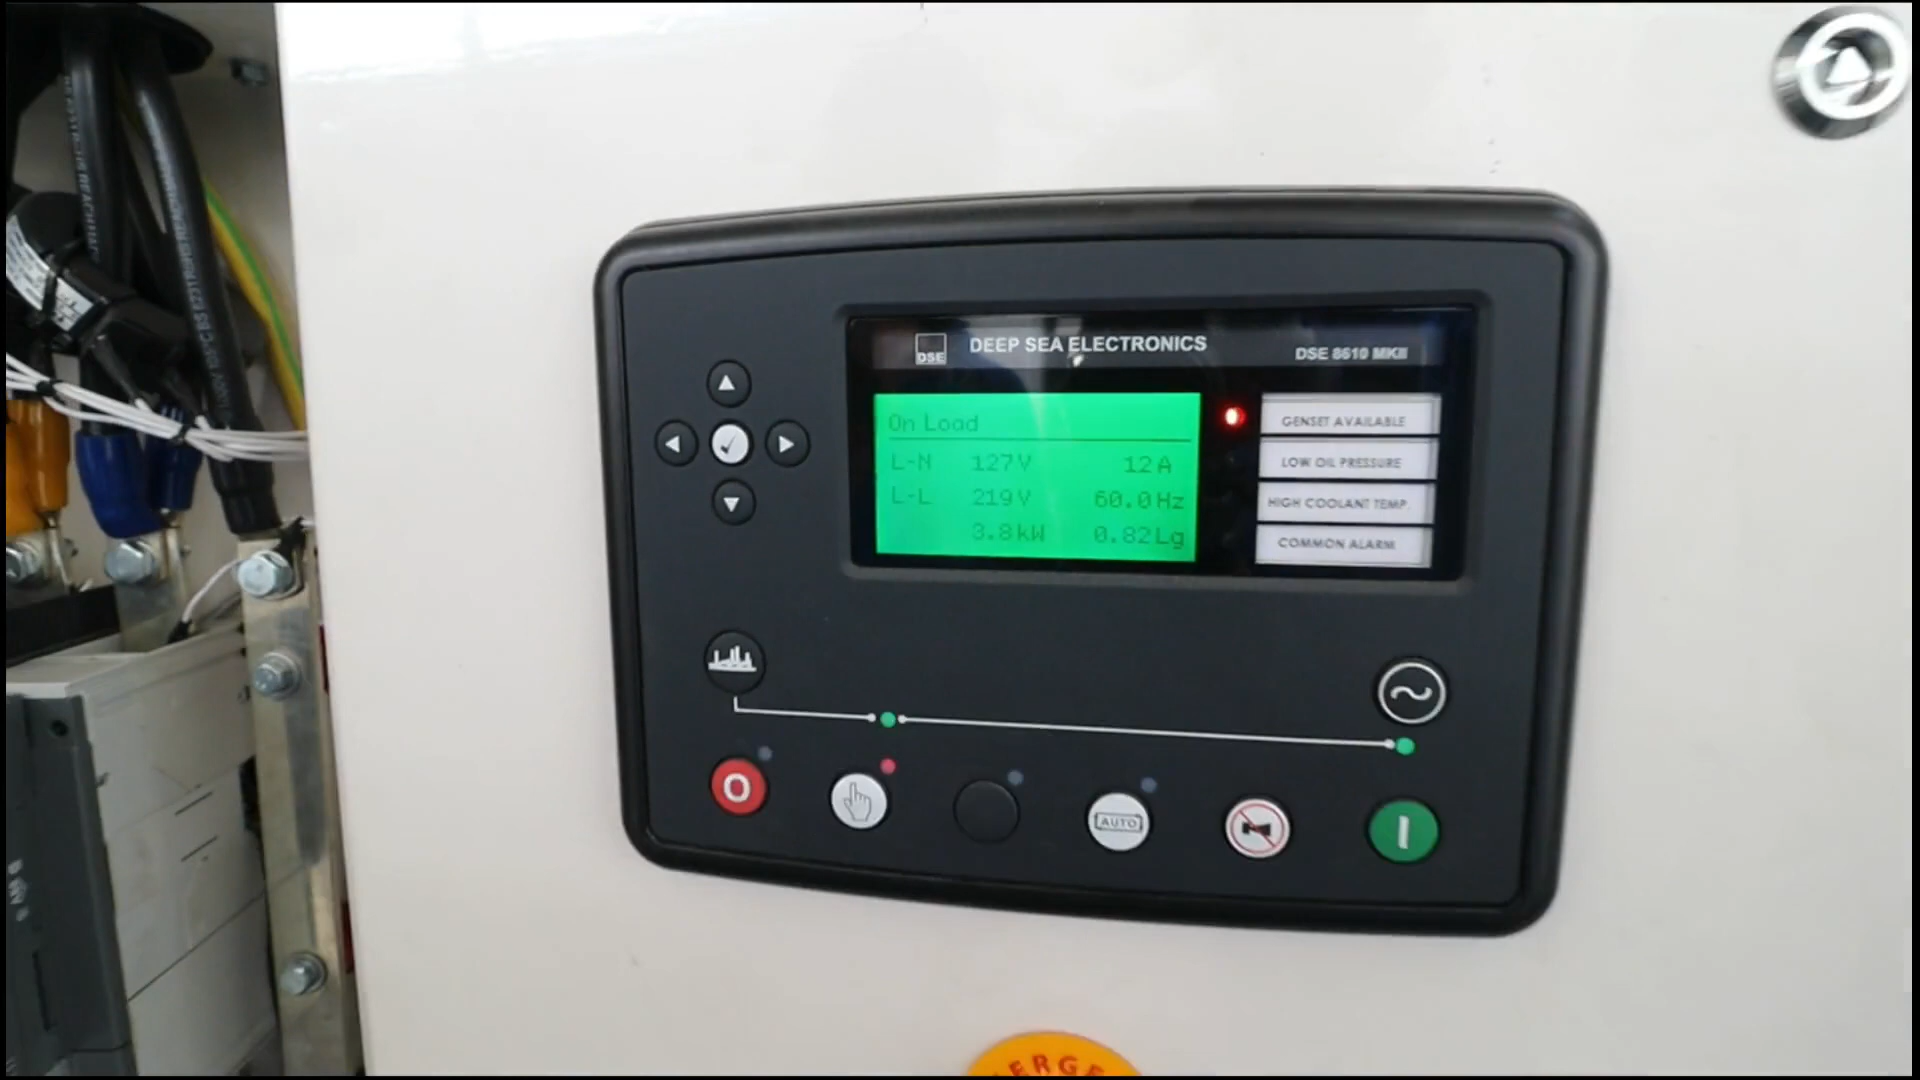 DSE
DEEP SEA ELECTRONICS
DSE 8610 MKII
On Load
L-N 127V 12A
L-L 219V 60.0Hz
3.8kW 0.82Lg
GENSET AVAILABLE
LOW OIL PRESSURE
HIGH COOLANT TEMP.
COMMON ALARM
O
AUTO
I
ERGE